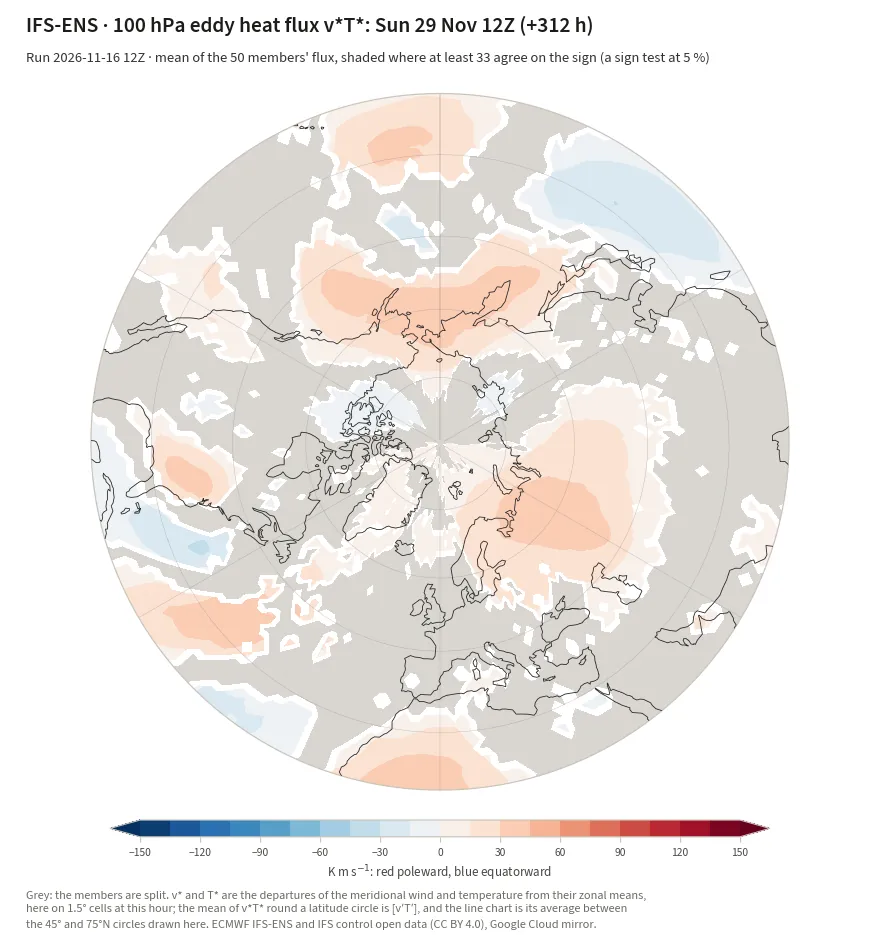 IFS-ENS · 100 hPa eddy heat flux v*T*: Sun 29 Nov 12Z (+312 h)
Run 2026-11-16 12Z · mean of the 50 members' flux, shaded where at least 33 agree on the sign (a sign test at 5 %)
−150 −120 −90 −60 −30 0 30 60 90 120 150
K m s⁻¹: red poleward, blue equatorward
Grey: the members are split. v* and T* are the departures of the meridional wind and temperature from their zonal means,
here on 1.5° cells at this hour; the mean of v*T* round a latitude circle is [v′T′], and the line chart is its average between
the 45° and 75°N circles drawn here. ECMWF IFS-ENS and IFS control open data (CC BY 4.0), Google Cloud mirror.